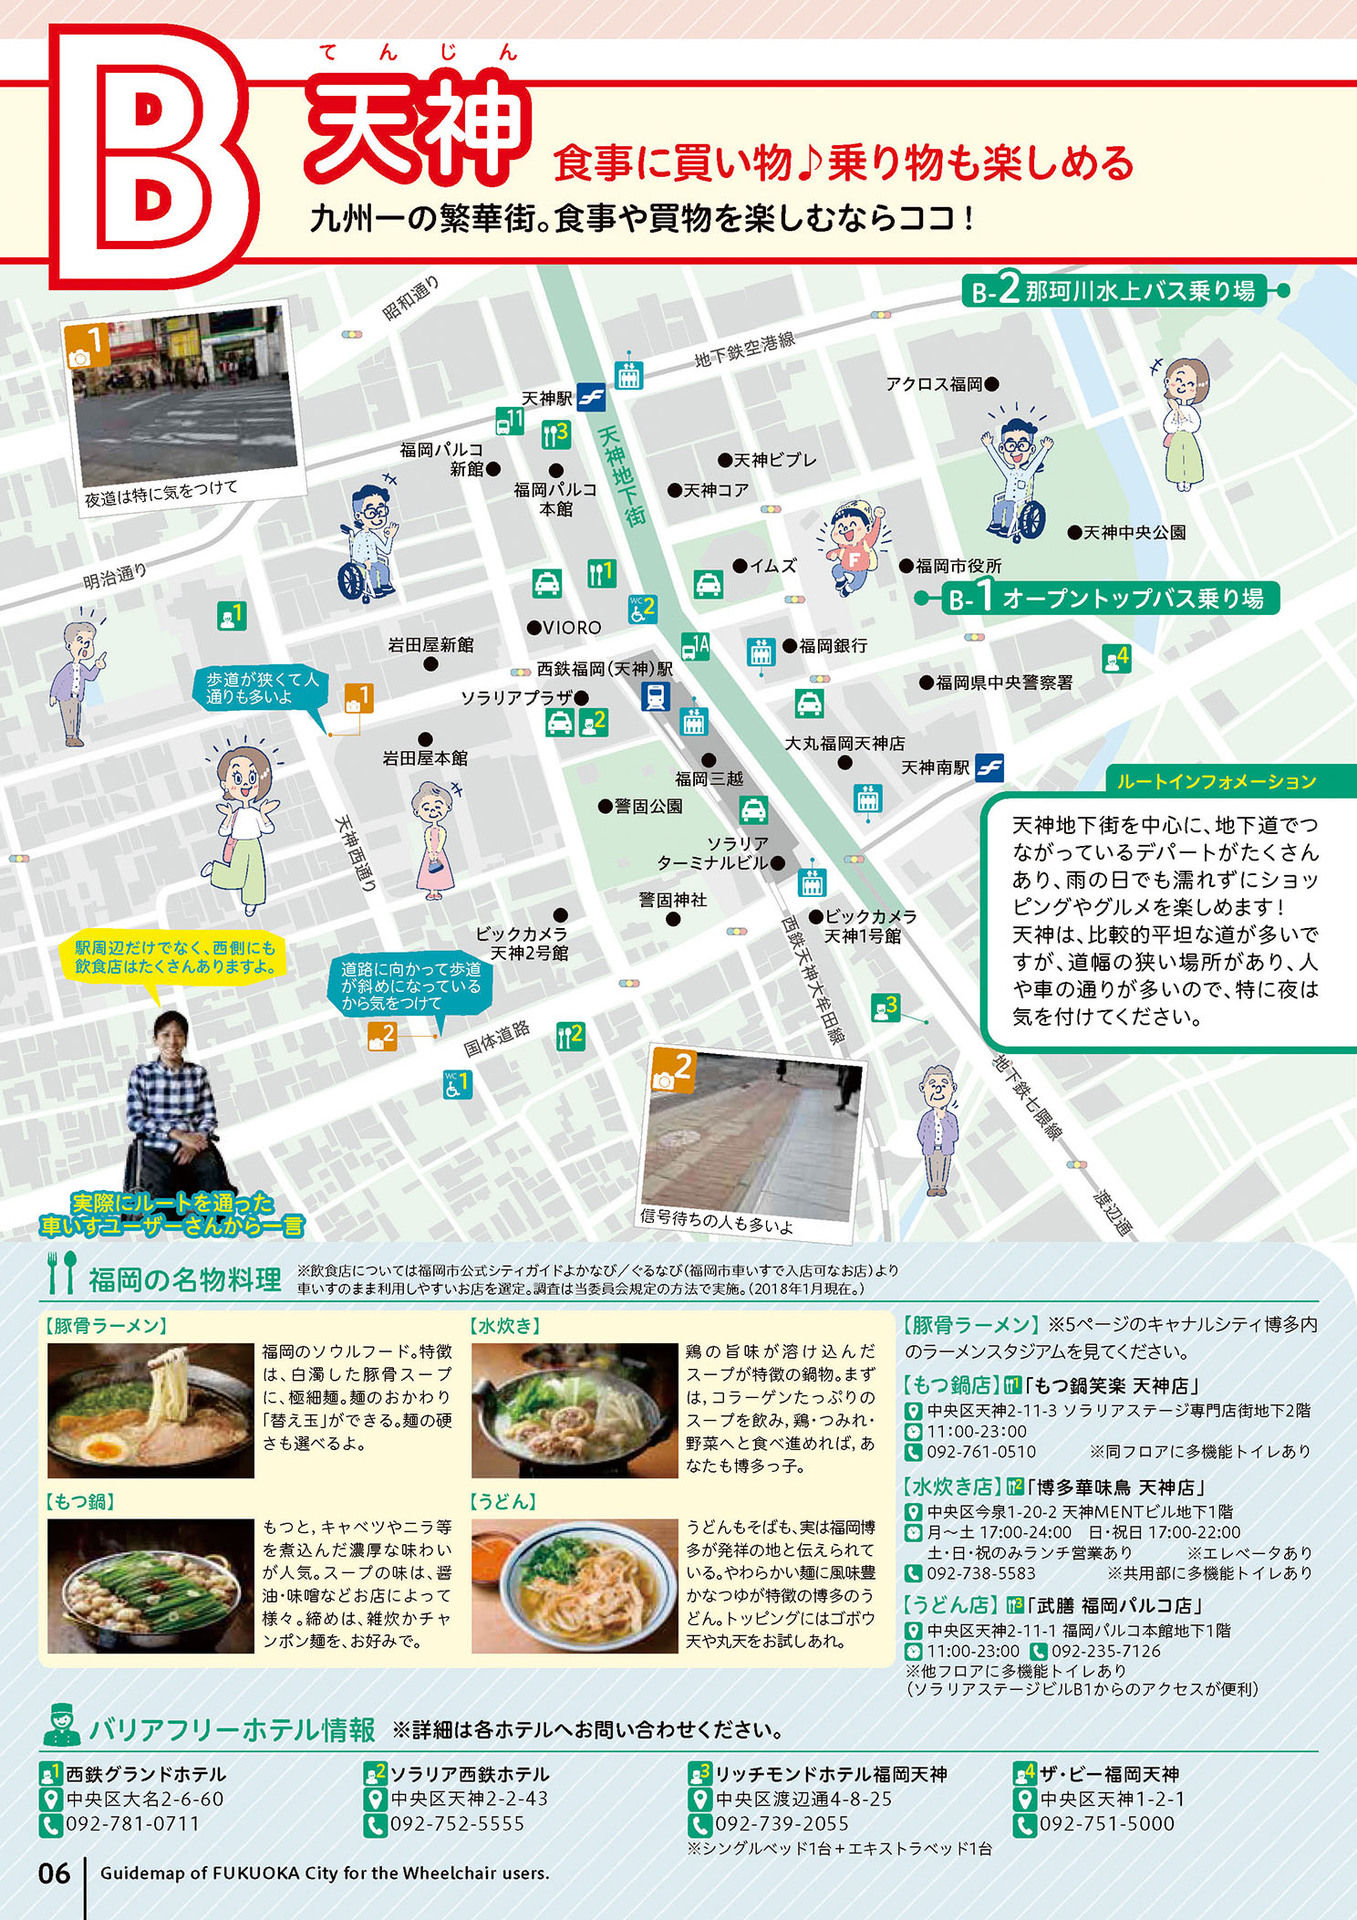 B
てんじん
天神
食事に買い物♪乗り物も楽しめる
九州一の繁華街。食事や買物を楽しむならココ！
B-2 那珂川水上バス乗り場
昭和通り
地下鉄空港線
1
夜道は特に気をつけて
天神駅
アクロス福岡
11
3
福岡パルコ
新館
福岡パルコ
本館
天神地下街
天神ビブレ
天神コア
天神中央公園
明治通り
イムズ
福岡市役所
B-1 オープントップバス乗り場
1
1
WC
2
VIORO
1A
岩田屋新館
福岡銀行
4
西鉄福岡(天神)駅
歩道が狭くて人
通りも多いよ
1
ソラリアプラザ
2
福岡県中央警察署
岩田屋本館
大丸福岡天神店
福岡三越
天神南駅
警固公園
天神西通り
ソラリア
ターミナルビル
警固神社
ビックカメラ
天神2号館
ビックカメラ
天神1号館
西鉄天神大牟田線
ルートインフォメーション
天神地下街を中心に、地下道でつ
ながっているデパートがたくさん
あり、雨の日でも濡れずにショッ
ピングやグルメを楽しめます！
天神は、比較的平坦な道が多いで
すが、道幅の狭い場所があり、人
や車の通りが多いので、特に夜は
気を付けてください。
駅周辺だけでなく、西側にも
飲食店はたくさんありますよ。
道路に向かって歩道
が斜めになっている
から気をつけて
2
国体道路
2
3
WC
1
2
信号待ちの人も多いよ
地下鉄七隈線
渡辺通
実際にルートを通った
車いすユーザーさんから一言
福岡の名物料理
※飲食店については福岡市公式シティガイドよかなび／ぐるなび(福岡市車いすで入店可なお店)より
車いすのまま利用しやすいお店を選定。調査は当委員会規定の方法で実施。(2018年1月現在。)
【豚骨ラーメン】
福岡のソウルフード。特徴
は、白濁した豚骨スープ
に、極細麺。麺のおかわり
「替え玉」ができる。麺の硬
さも選べるよ。
【水炊き】
鶏の旨味が溶け込んだ
スープが特徴の鍋物。まず
は,コラーゲンたっぷりの
スープを飲み,鶏・つみれ・
野菜へと食べ進めれば,あ
なたも博多っ子。
【もつ鍋】
もつと,キャベツやニラ等
を煮込んだ濃厚な味わい
が人気。スープの味は、醤
油・味噌などお店によって
様々。締めは、雑炊かチャ
ンポン麺を、お好みで。
【うどん】
うどんもそばも、実は福岡博
多が発祥の地と伝えられて
いる。やわらかい麺に風味豊
かなつゆが特徴の博多のう
どん。トッピングにはゴボウ
天や丸天をお試しあれ。
【豚骨ラーメン】※5ページのキャナルシティ博多内
のラーメンスタジアムを見てください。
【もつ鍋店】1「もつ鍋笑楽 天神店」
中央区天神2-11-3 ソラリアステージ専門店街地下2階
11:00-23:00
092-761-0510 ※同フロアに多機能トイレあり
【水炊き店】2「博多華味鳥 天神店」
中央区今泉1-20-2 天神MENTビル地下1階
月～土 17:00-24:00 日・祝日 17:00-22:00
土・日・祝のみランチ営業あり ※エレベータあり
092-738-5583 ※共用部に多機能トイレあり
【うどん店】3「武膳 福岡パルコ店」
中央区天神2-11-1 福岡パルコ本館地下1階
11:00-23:00 092-235-7126
※他フロアに多機能トイレあり
(ソラリアステージビルB1からのアクセスが便利)
バリアフリーホテル情報 ※詳細は各ホテルへお問い合わせください。
1 西鉄グランドホテル
中央区大名2-6-60
092-781-0711
2 ソラリア西鉄ホテル
中央区天神2-2-43
092-752-5555
3 リッチモンドホテル福岡天神
中央区渡辺通4-8-25
092-739-2055
※シングルベッド1台＋エキストラベッド1台
4 ザ・ビー福岡天神
中央区天神1-2-1
092-751-5000
06
Guidemap of FUKUOKA City for the Wheelchair users.